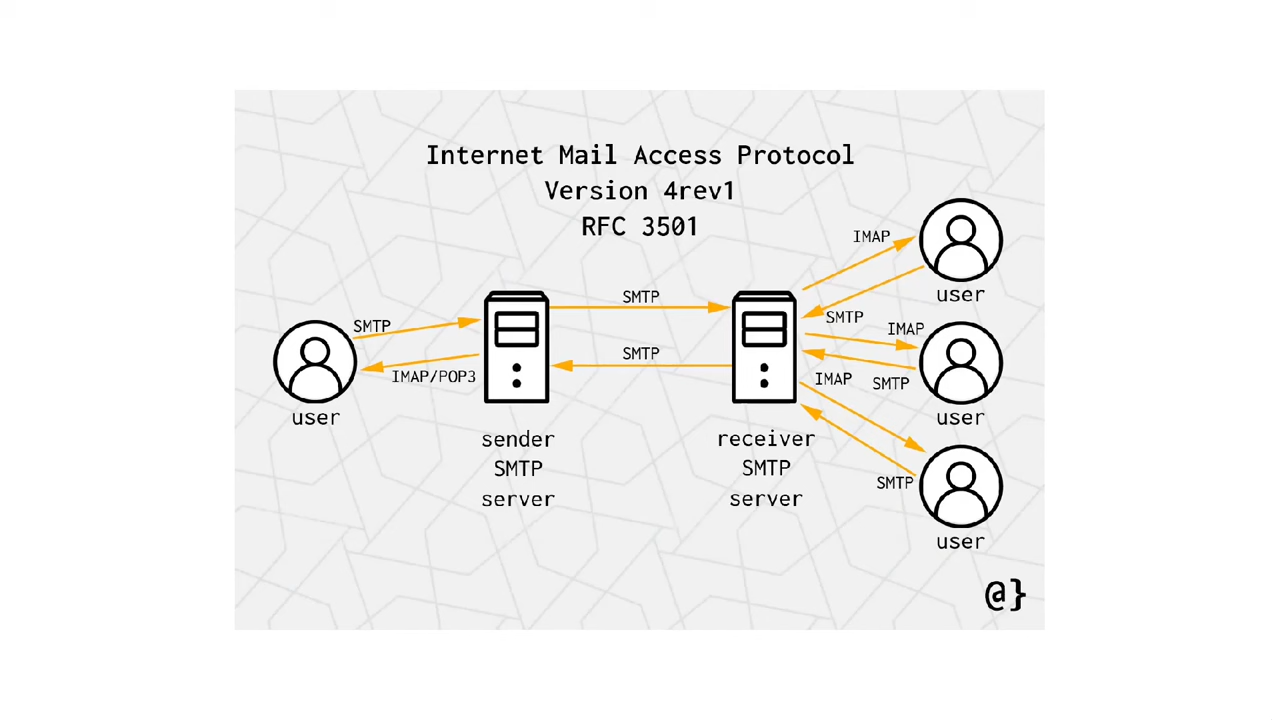 Internet Mail Access Protocol
Version 4rev1
RFC 3501
IMAP
user
SMTP
SMTP
SMTP
IMAP
SMTP
user
SMTP
IMAP/POP3
IMAP
SMTP
user
sender
SMTP
server
receiver
SMTP
server
SMTP
user
@}